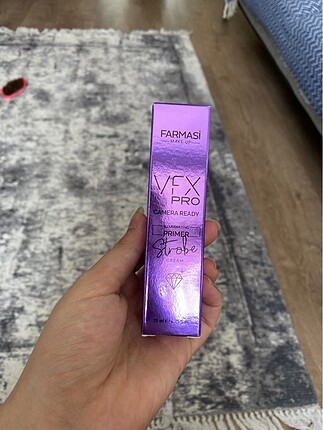 FARMASİ
MAKE UP
VFX
PRO
CAMERA READY
PRIMER
Strobe
CREAM